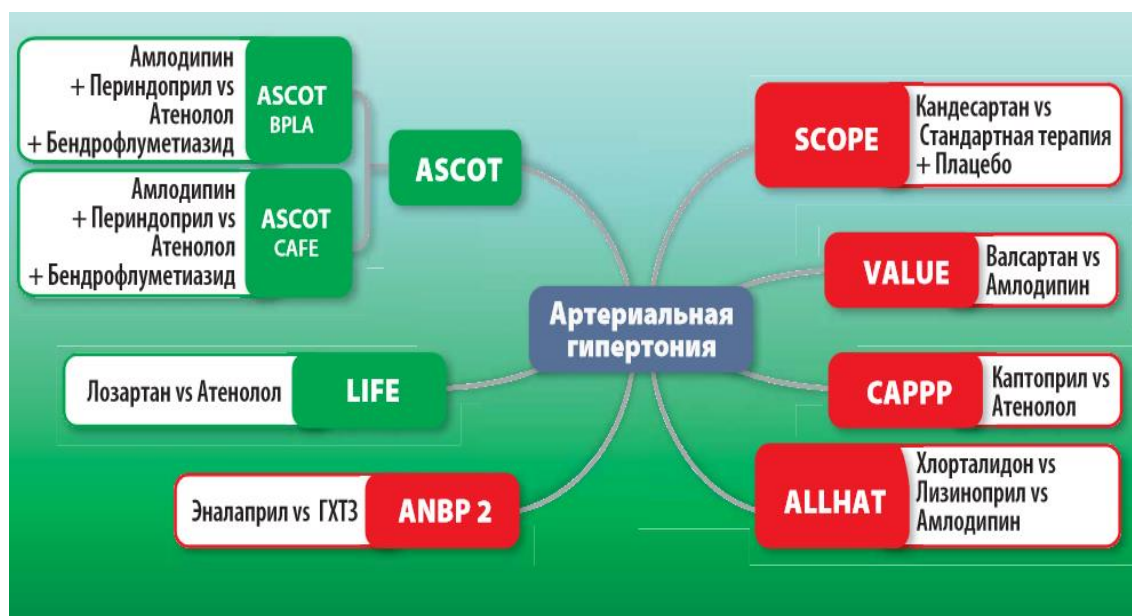 Амлодипин
+ Периндоприл vs
Атенолол
+ Бендрофлуметиазид
ASCOT
BPLA
Амлодипин
+ Периндоприл vs
Атенолол
+ Бендрофлуметиазид
ASCOT
CAFE
ASCOT
Лозартан vs Атенолол
LIFE
Эналаприл vs ГХТЗ
ANBP 2
Артериальная
гипертония
SCOPE
Кандесартан vs
Стандартная терапия
+ Плацебо
VALUE
Валсартан vs
Амлодипин
CAPPP
Каптоприл vs
Атенолол
ALLHAT
Хлорталидон vs
Лизиноприл vs
Амлодипин